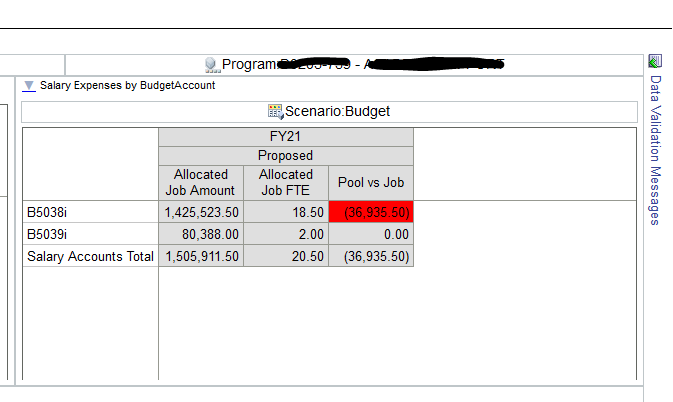 Program:
Salary Expenses by BudgetAccount
Scenario:Budget
FY21
Proposed
Allocated Job Amount Allocated Job FTE Pool vs Job
B5038i 1,425,523.50 18.50 (36,935.50)
B5039i 80,388.00 2.00 0.00
Salary Accounts Total 1,505,911.50 20.50 (36,935.50)
Data Validation Messages